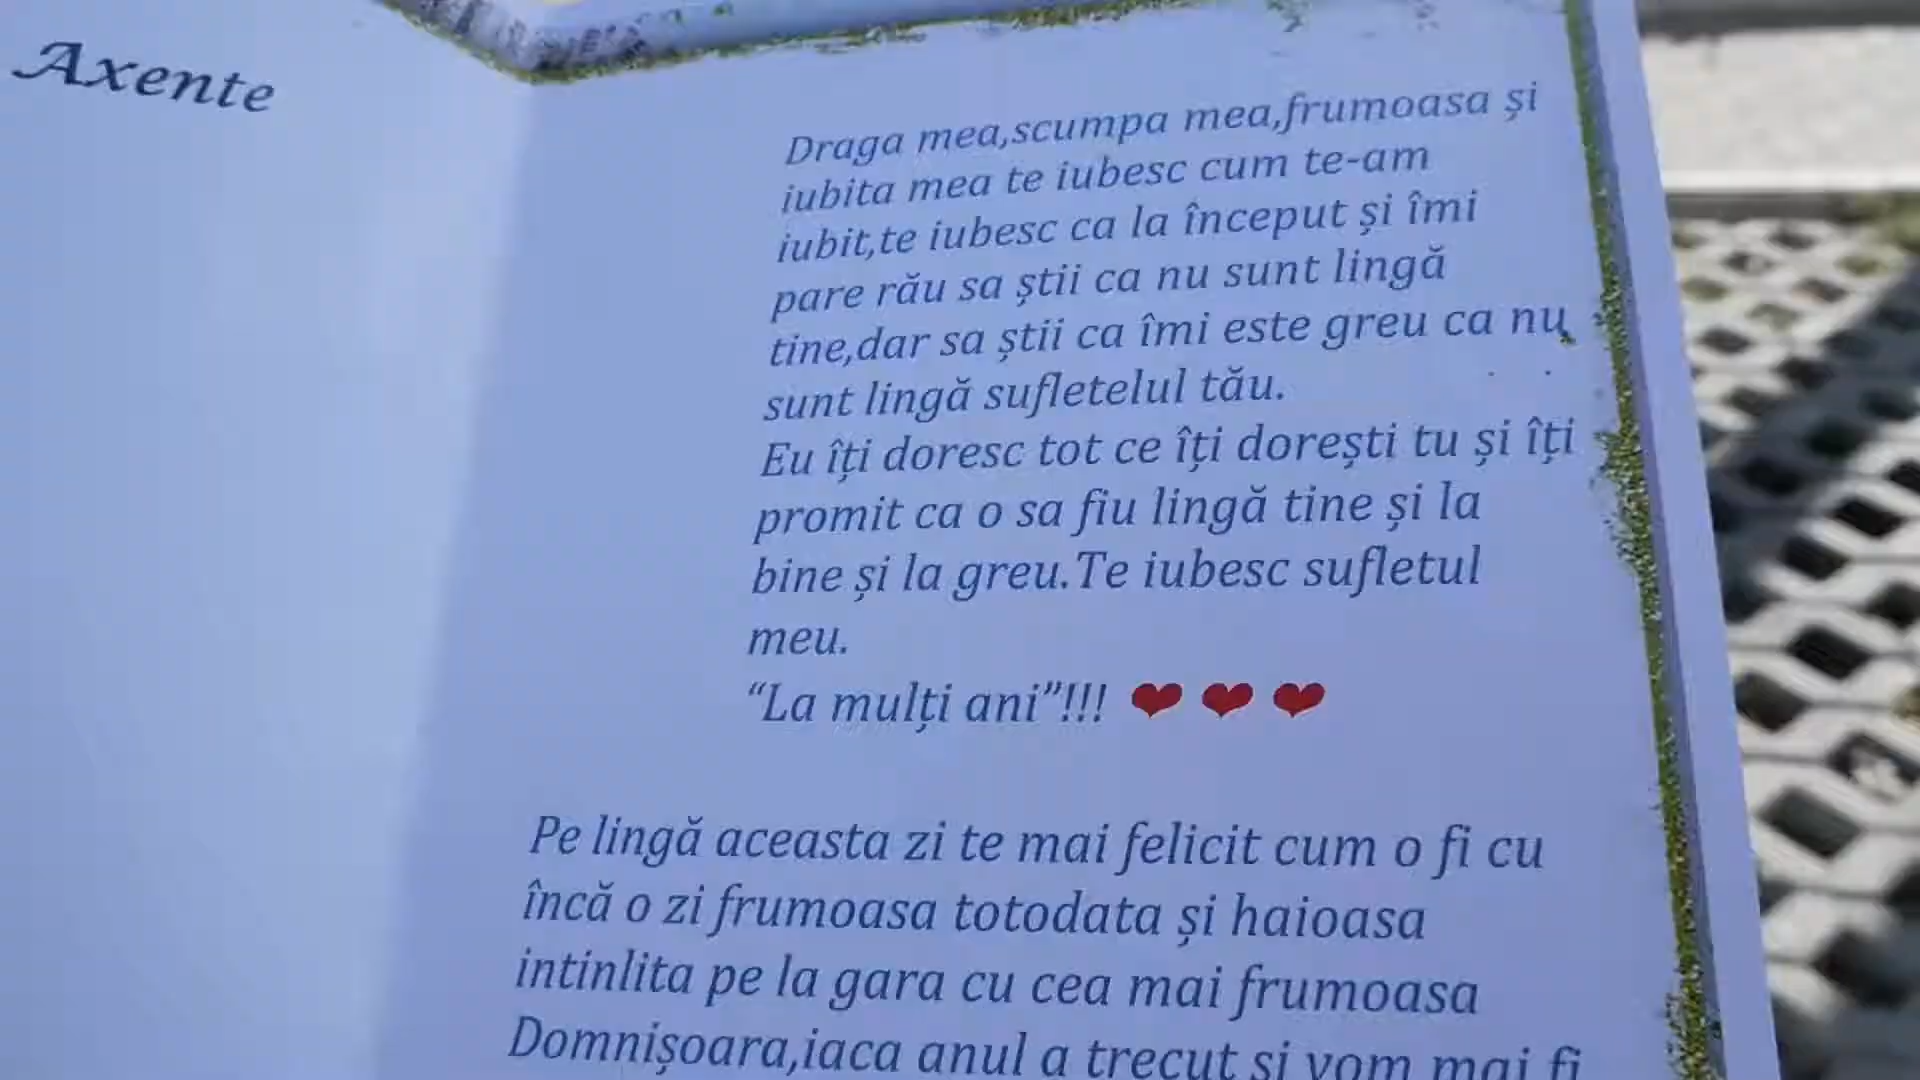 Axente
Draga mea,scumpa mea,frumoasa și
iubita mea te iubesc cum te-am
iubit,te iubesc ca la început și îmi
pare rău sa știi ca nu sunt lingă
tine,dar sa știi ca îmi este greu ca nu
sunt lingă sufletelul tău.
Eu îți doresc tot ce îți dorești tu și îți
promit ca o sa fiu lingă tine și la
bine și la greu.Te iubesc sufletul
meu.
“La mulți ani”!!! ❤ ❤ ❤
Pe lingă aceasta zi te mai felicit cum o fi cu
încă o zi frumoasa totodata și haioasa
intinlita pe la gara cu cea mai frumoasa
Domnișoara,iaca anul a trecut și vom mai fi